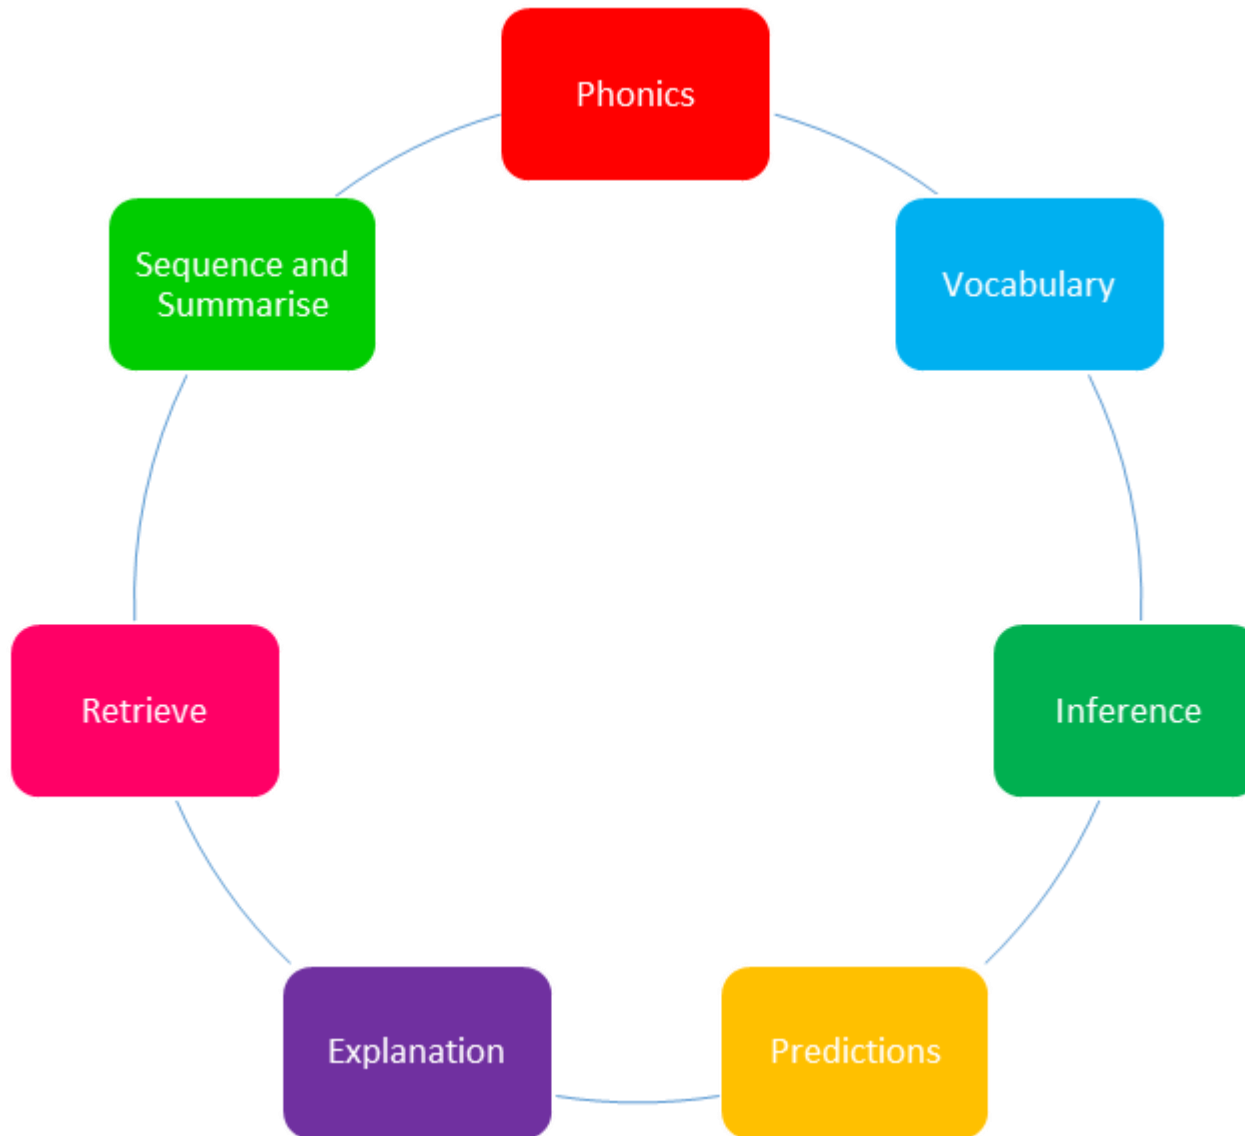 Phonics
Vocabulary
Inference
Predictions
Explanation
Retrieve
Sequence and
Summarise